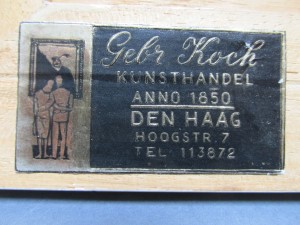 Gebr Koch
KUNSTHANDEL
ANNO 1850
DEN HAAG
HOOGSTR. 7
TEL. 113872